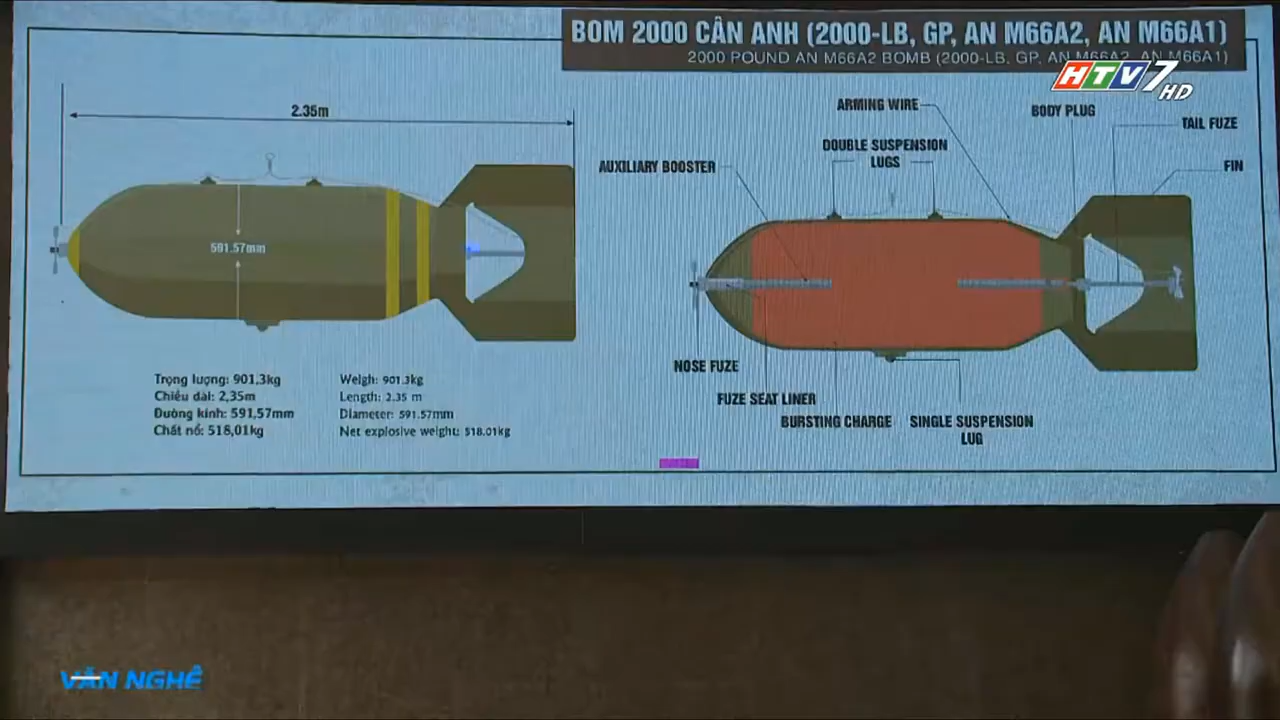 BOM 2000 CÂN ANH (2000-LB, GP, AN M66A2, AN M66A1)
2000 POUND AN M66A2 BOMB (2000-LB, GP, AN M66A2, AN M66A1)
HTV7 HD
2.35m
591.57mm
ARMING WIRE
BODY PLUG
TAIL FUZE
DOUBLE SUSPENSION
LUGS
AUXILIARY BOOSTER
FIN
NOSE FUZE
FUZE SEAT LINER
BURSTING CHARGE
SINGLE SUSPENSION
LUG
Trọng lượng: 901.3kg
Chiều dài: 2,35m
Đường kính: 591,57mm
Chất nổ: 518,01kg
Weigh: 901.3kg
Length: 2.35 m
Diameter: 591.57mm
Net explosive weight: 518.01kg
VĂN NGHỆ